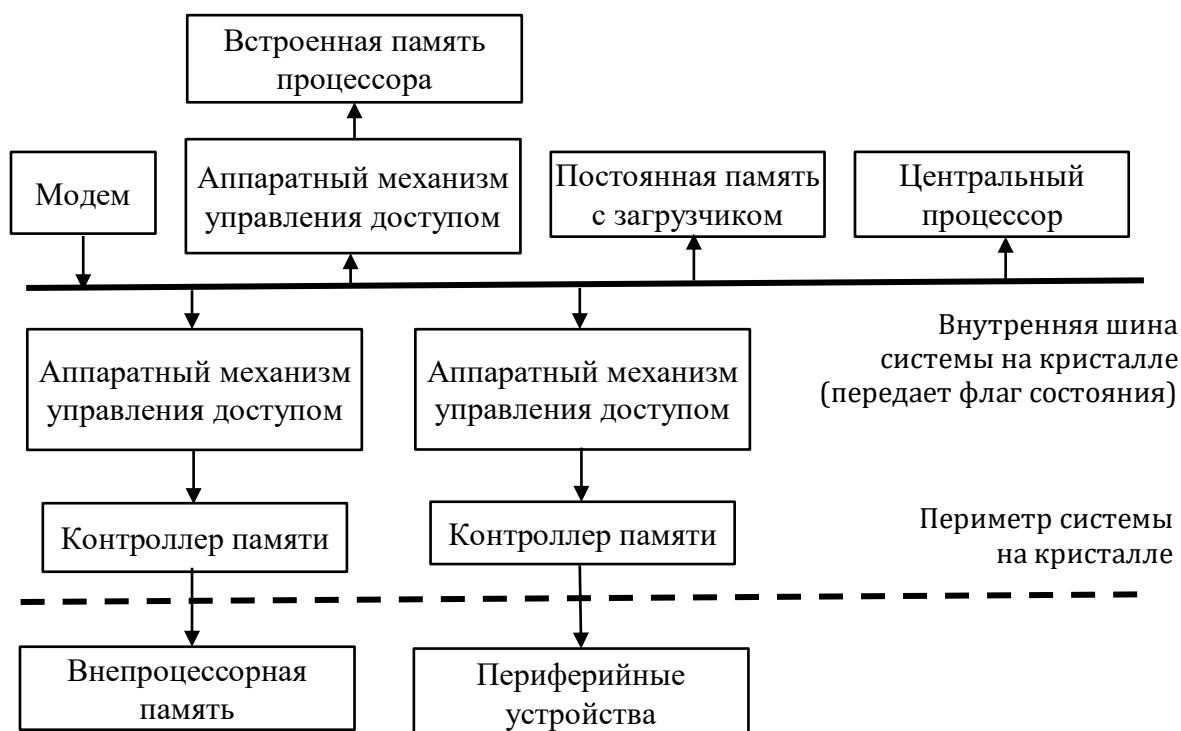 Встроенная память
процессора
Модем
Аппаратный механизм
управления доступом
Постоянная память
с загрузчиком
Центральный
процессор
Внутренняя шина
системы на кристалле
(передает флаг состояния)
Аппаратный механизм
управления доступом
Аппаратный механизм
управления доступом
Контроллер памяти
Контроллер памяти
Периметр системы
на кристалле
Внепроцессорная
память
Периферийные
устройства